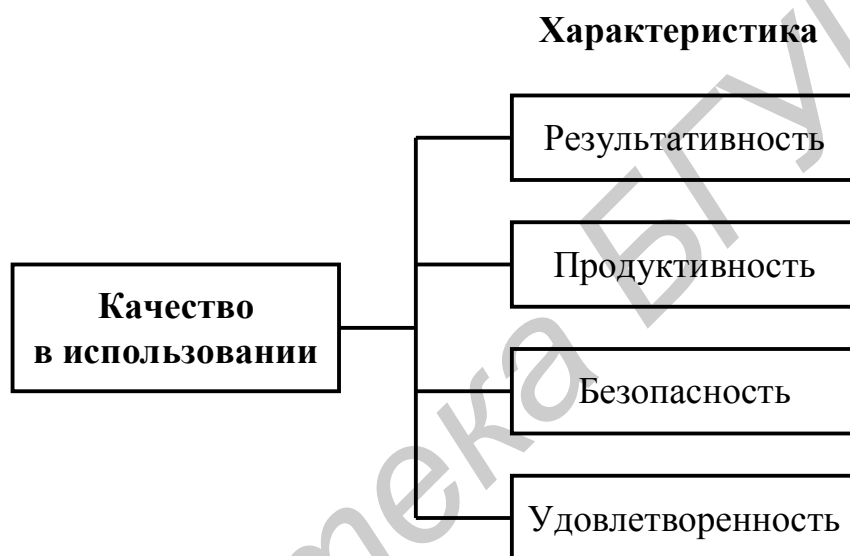 Характеристика
Результативность
Продуктивность
Качество
в использовании
Безопасность
Удовлетворенность